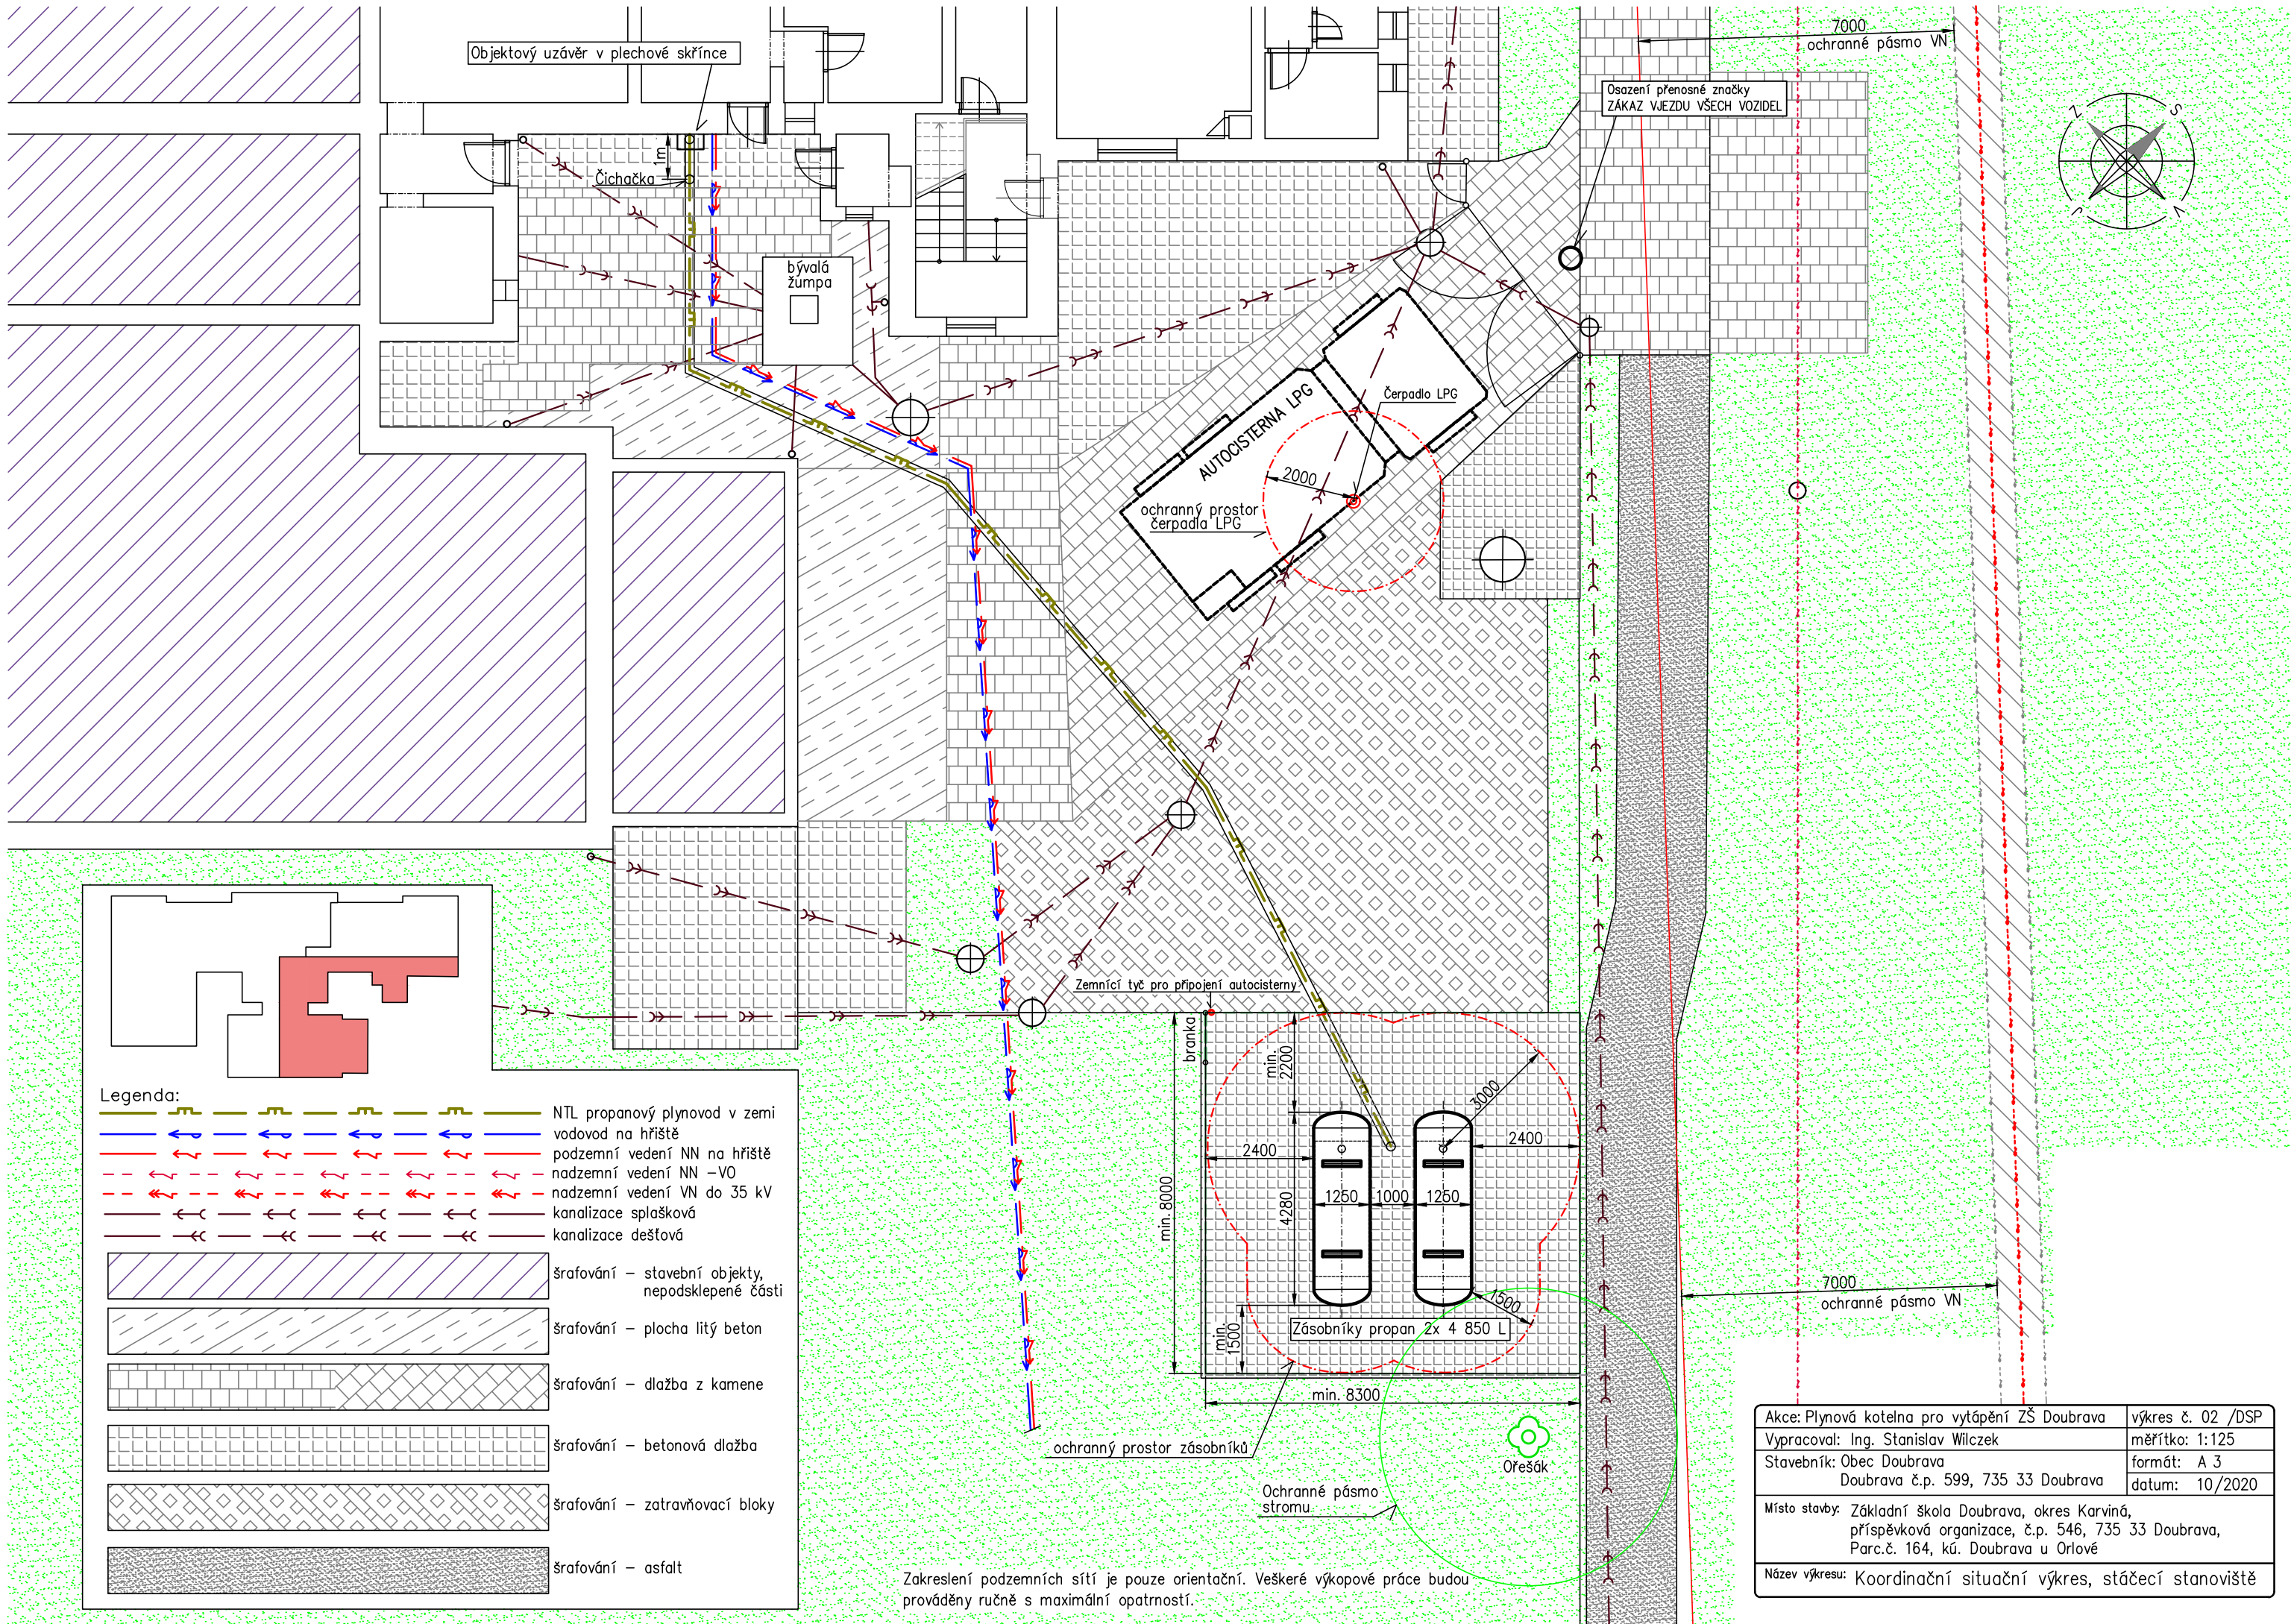 Objektový uzávěr v plechové skřínce
7000
ochranné pásmo VN
Osazení přenosné značky
ZÁKAZ VJEZDU VŠECH VOZIDEL
Z
S
J
V
1m
Čichačka
bývalá
žumpa
AUTOCISTERNA LPG
Čerpadlo LPG
2000
ochranný prostor
čerpadla LPG
Zemnící tyč pro připojení autocisterny
branka
min.
2200
3000
2400
2400
4280
1250
1000
1250
min. 8000
min.
1500
1500
Zásobníky propan 2x 4 850 L
min. 8300
ochranný prostor zásobníků
Ořešák
Ochranné pásmo
stromu
7000
ochranné pásmo VN
Legenda:
NTL propanový plynovod v zemi
vodovod na hřiště
podzemní vedení NN na hřiště
nadzemní vedení NN –VO
nadzemní vedení VN do 35 kV
kanalizace splašková
kanalizace dešťová
šrafování – stavební objekty,
nepodsklepené části
šrafování – plocha litý beton
šrafování – dlažba z kamene
šrafování – betonová dlažba
šrafování – zatravňovací bloky
šrafování – asfalt
Zakreslení podzemních sítí je pouze orientační. Veškeré výkopové práce budou
prováděny ručně s maximální opatrností.
Akce: Plynová kotelna pro vytápění ZŠ Doubrava
výkres č. 02 /DSP
Vypracoval: Ing. Stanislav Wilczek
měřítko: 1:125
Stavebník: Obec Doubrava
formát: A 3
Doubrava č.p. 599, 735 33 Doubrava
datum: 10/2020
Místo stavby: Základní škola Doubrava, okres Karviná,
příspěvková organizace, č.p. 546, 735 33 Doubrava,
Parc.č. 164, kú. Doubrava u Orlové
Název výkresu: Koordinační situační výkres, stáčecí stanoviště